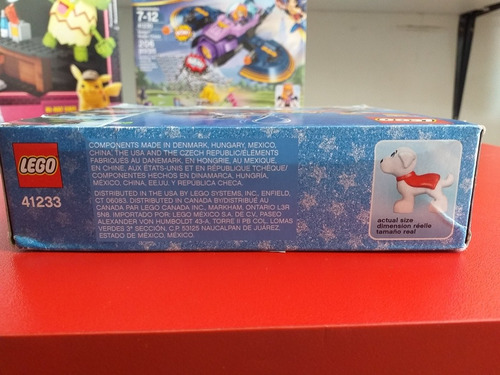 7-12
206
LEGO
41233
COMPONENTS MADE IN DENMARK, HUNGARY, MEXICO,
CHINA, THE USA AND THE CZECH REPUBLIC/ÉLÉMENTS
FABRIQUÉS AU DANEMARK, EN HONGRIE, AU MEXIQUE,
EN CHINE, AUX ÉTATS-UNIS ET EN RÉPUBLIQUE TCHÈQUE/
COMPONENTES HECHOS EN DINAMARCA, HUNGRÍA,
MÉXICO, CHINA, EE.UU. Y REPÚBLICA CHECA.
DISTRIBUTED IN THE USA BY LEGO SYSTEMS, INC., ENFIELD,
CT 06083. DISTRIBUTED IN CANADA BY/DISTRIBUÉ AU
CANADA PAR LEGO CANADA INC., MARKHAM, ONTARIO L3R
5N8. IMPORTADO POR: LEGO MÉXICO S.A. DE C.V., PASEO
ALEXANDER VON HUMBOLDT 43-A, TORRE II PB COL. LOMAS
VERDES 3ª SECCIÓN, C.P. 53125 NAUCALPAN DE JUÁREZ,
ESTADO DE MÉXICO, MÉXICO.
actual size
dimension réelle
tamaño real